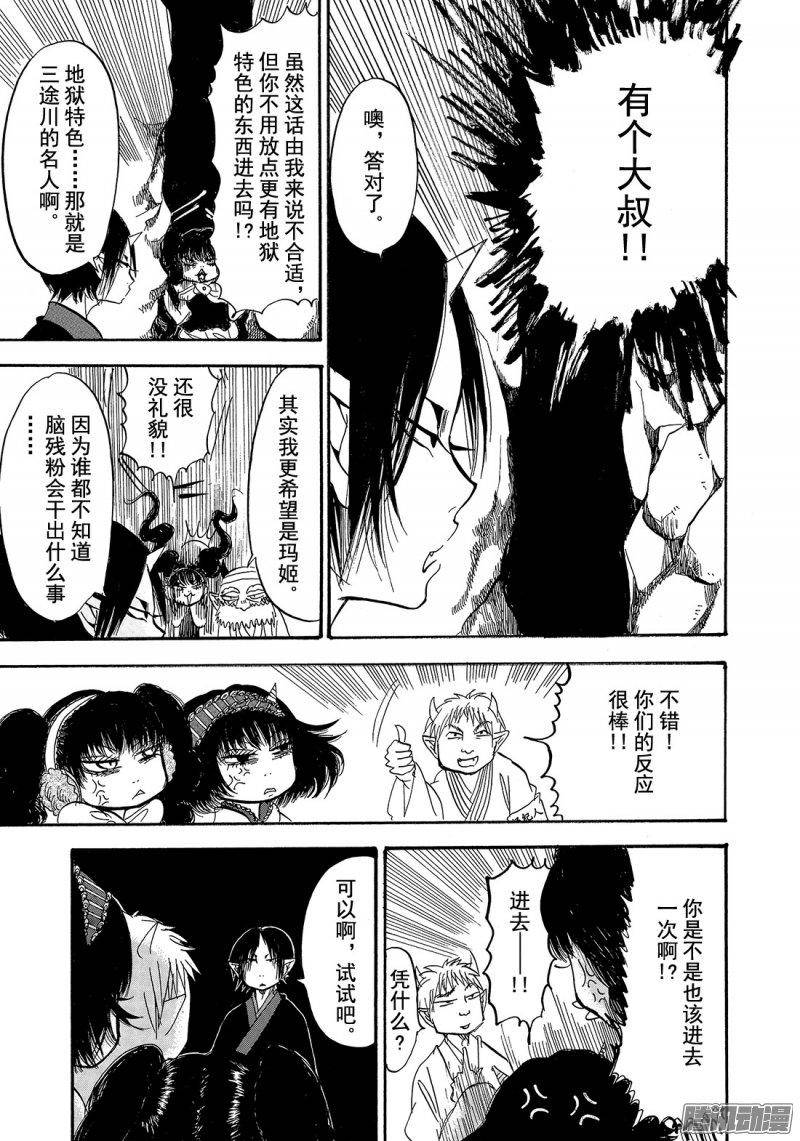 有个大叔!!
噢，答对了。
虽然这话由我来说不合适，
但你不用放点更有地狱
特色的东西进去吗!?
地狱特色……那就是
三途川的名人啊。
其实我更希望是玛姬
还很
没礼貌!!
因为谁都不知道
脑残粉会干出什么事
……
不错！
你们的反应
很棒!!
你是不是也该进去
一次啊!?
进去——!!
凭什么？
可以啊，试试吧。
腾讯动漫